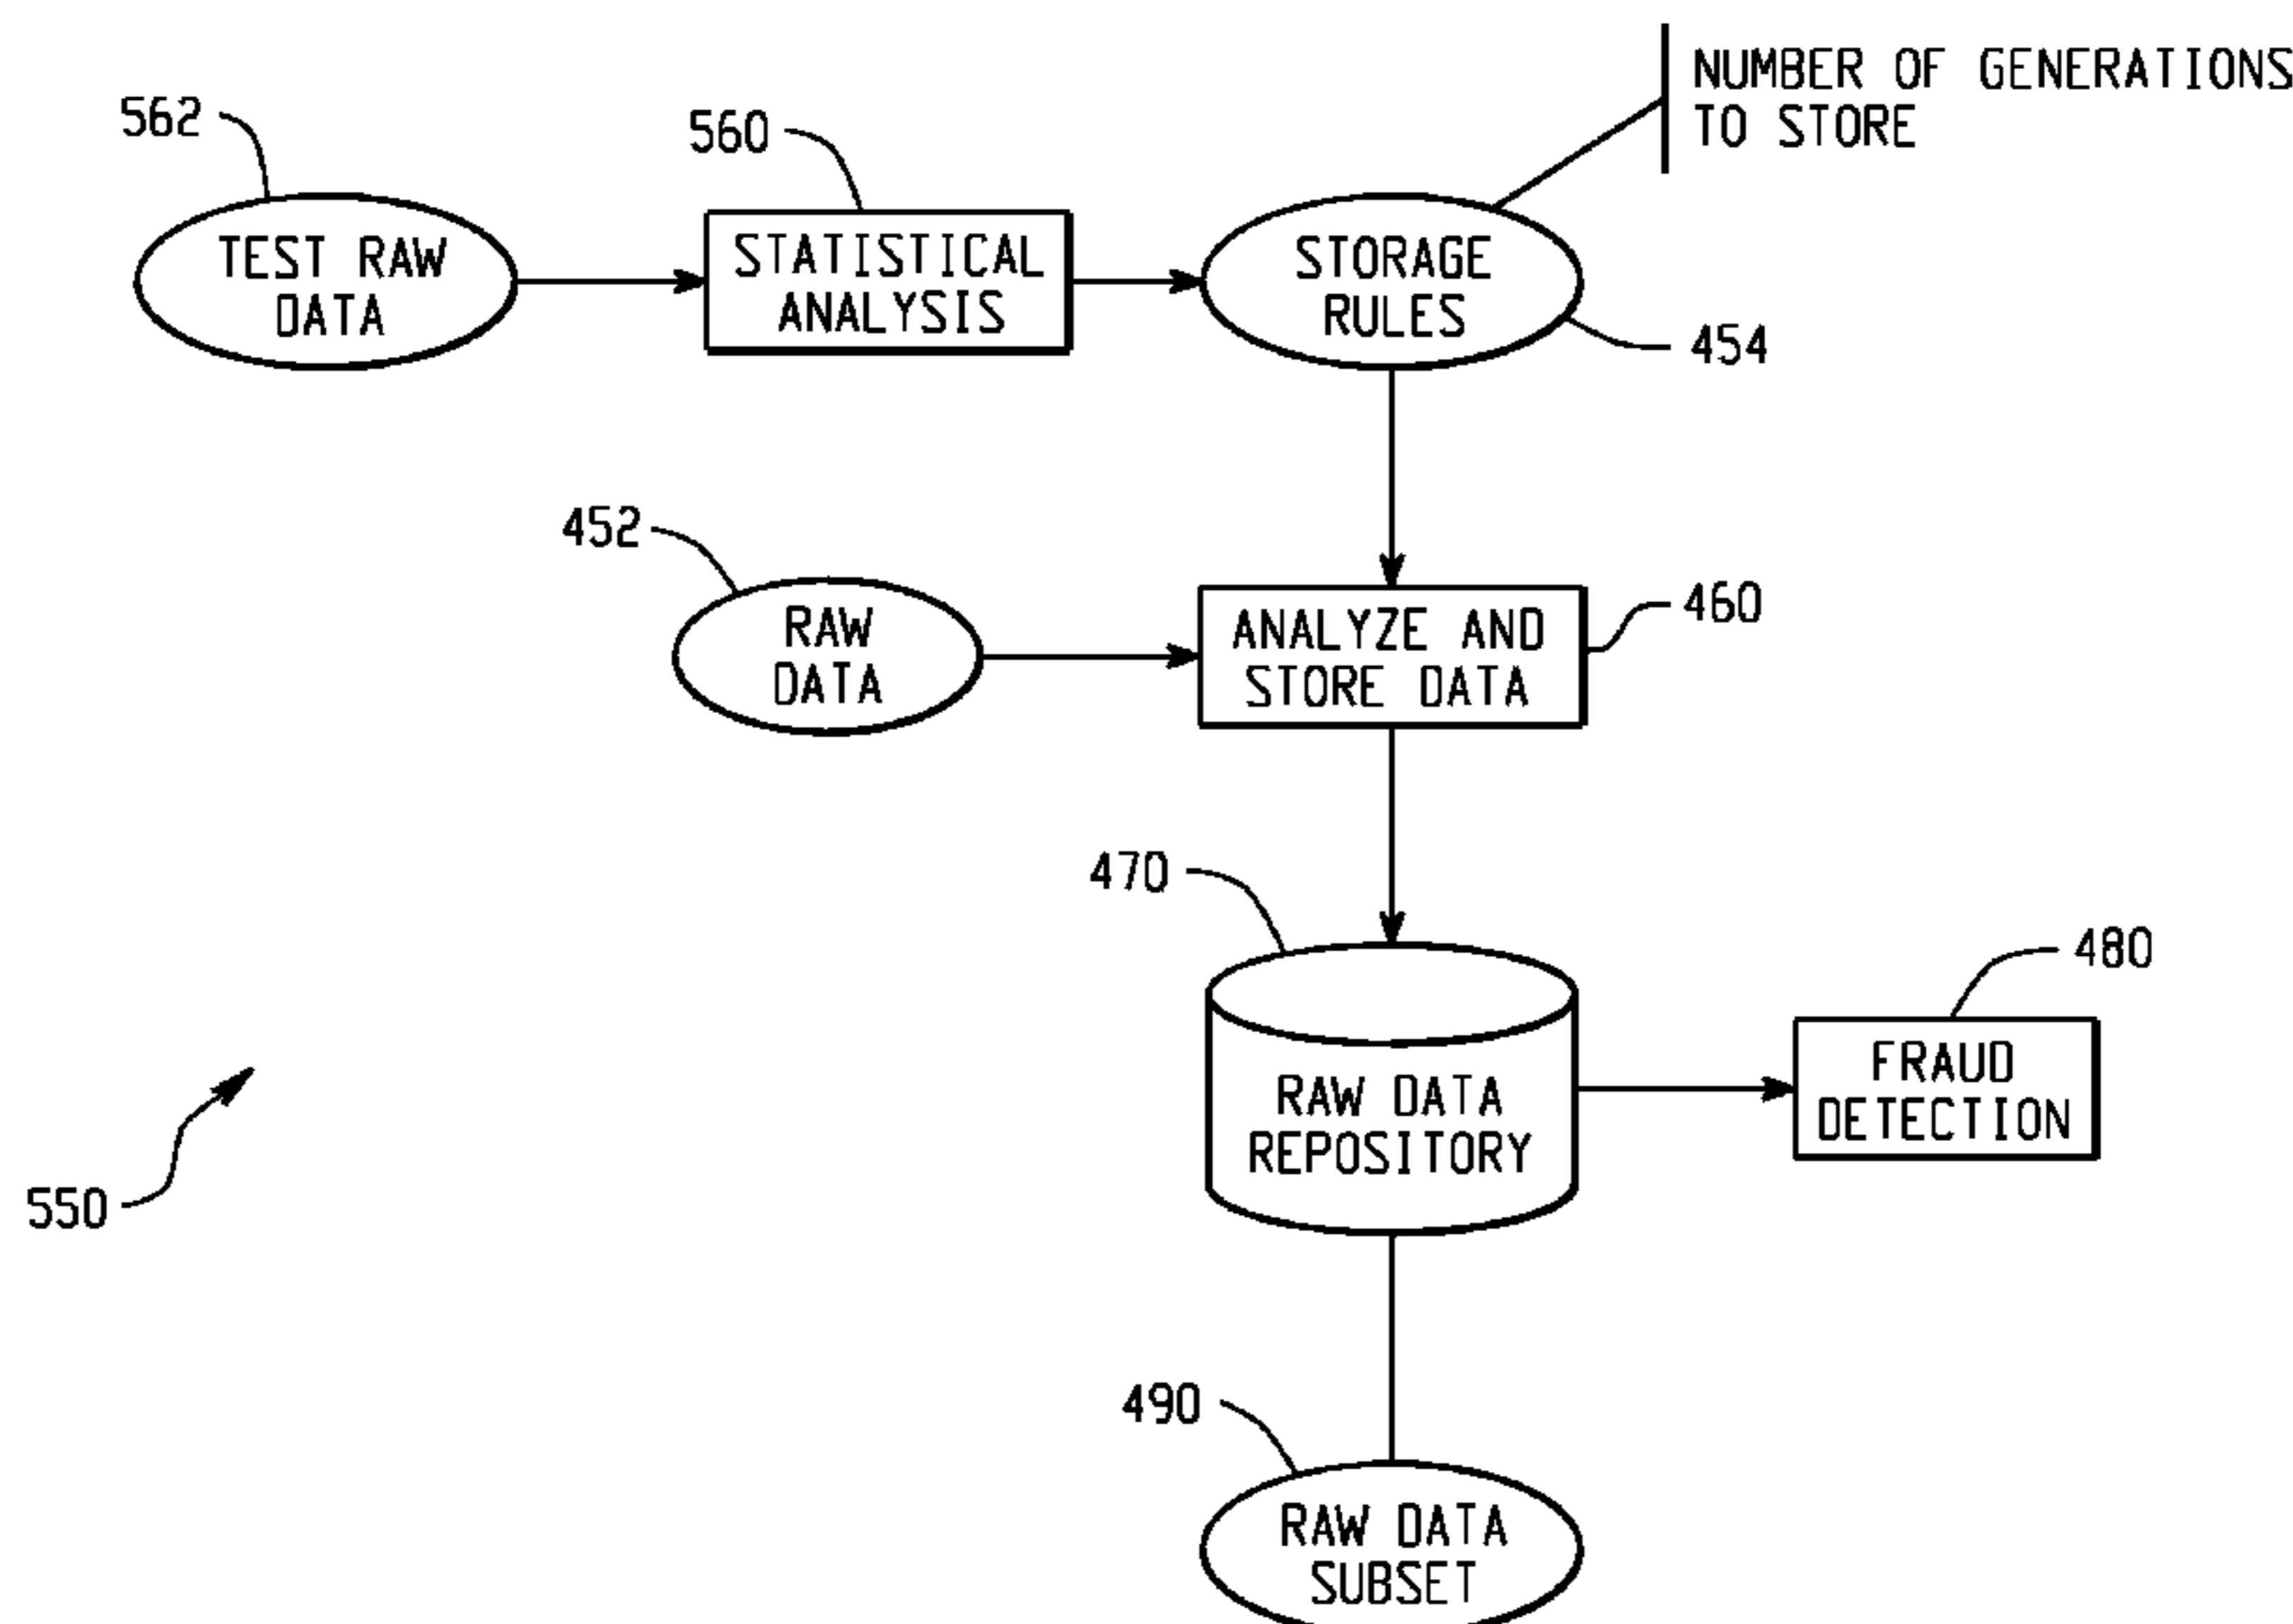 NUMBER OF GENERATIONS
TO STORE
562
560
TEST RAW
DATA
STATISTICAL
ANALYSIS
STORAGE
RULES
454
452
RAW
DATA
ANALYZE AND
STORE DATA
460
470
480
RAW DATA
REPOSITORY
FRAUD
DETECTION
550
490
RAW DATA
SUBSET